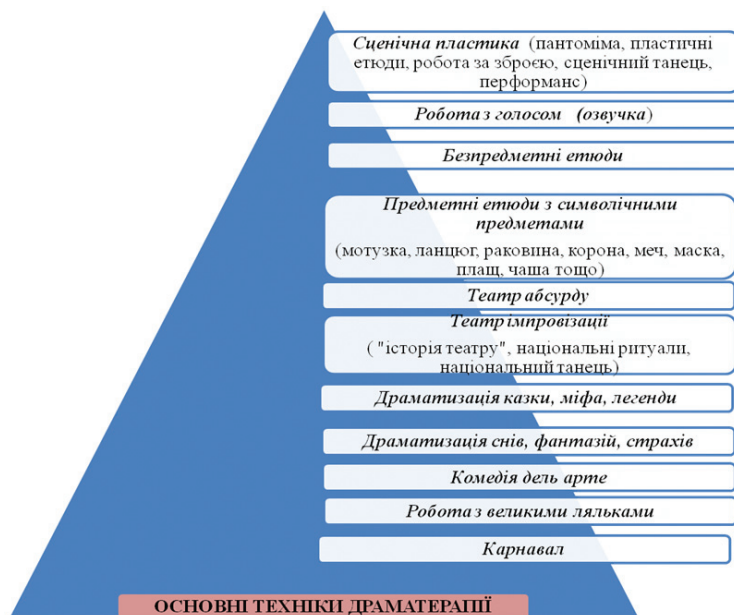 Сценічна пластика (пантоміма, пластичні
етюди, робота за зброєю, сценічний танець,
перформанс)
Робота з голосом (озвучка)
Безпредметні етюди
Предметні етюди з символічними
предметами
(мотузка, ланцюг, раковина, корона, меч, маска,
плащ, чаша тощо)
Театр абсурду
Театр імпровізації
( "історія театру", національні ритуали,
національний танець)
Драматизація казки, міфа, легенди
Драматизація снів, фантазій, страхів
Комедія дель арте
Робота з великими ляльками
Карнавал
ОСНОВНІ ТЕХНІКИ ДРАМАТЕРАПІЇ